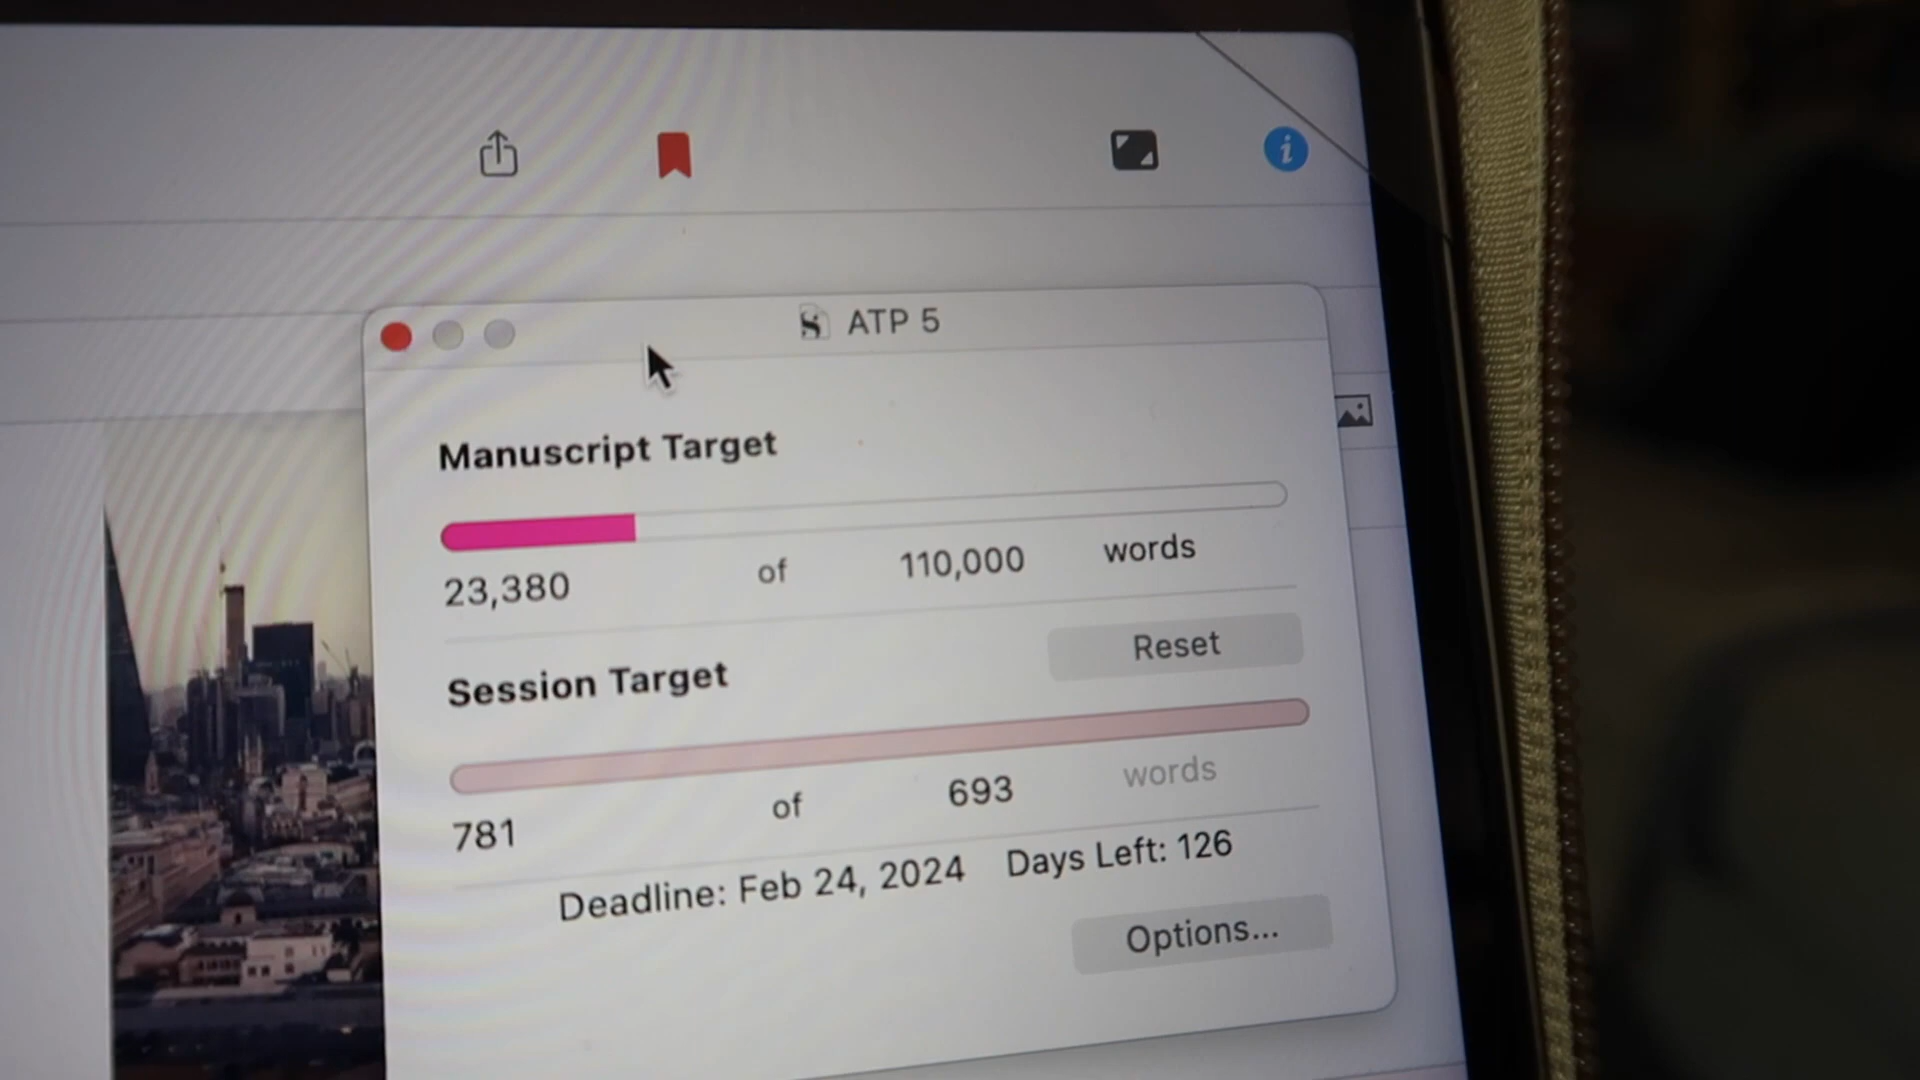 ATP 5
Manuscript Target
23,380 of 110,000 words
Reset
Session Target
781 of 693 words
Deadline: Feb 24, 2024 Days Left: 126
Options...